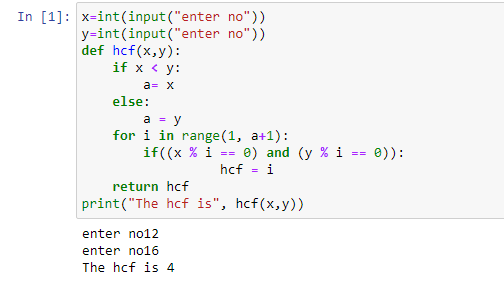 In [1]: x=int(input("enter no"))
y=int(input("enter no"))
def hcf(x,y):
    if x < y:
        a= x
    else:
        a = y
    for i in range(1, a+1):
        if((x % i == 0) and (y % i == 0)):
                  hcf = i
    return hcf
print("The hcf is", hcf(x,y))
enter no12
enter no16
The hcf is 4